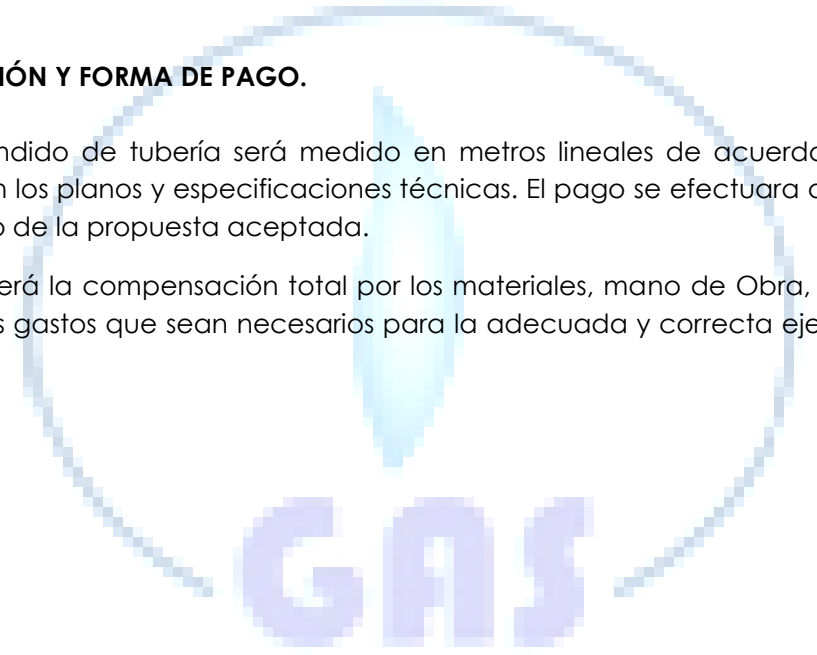 IÓN Y FORMA DE PAGO.
ndido de tubería será medido en metros lineales de acuerdo
n los planos y especificaciones técnicas. El pago se efectuara
o de la propuesta aceptada.
erá la compensación total por los materiales, mano de Obra,
s gastos que sean necesarios para la adecuada y correcta eje
GAS